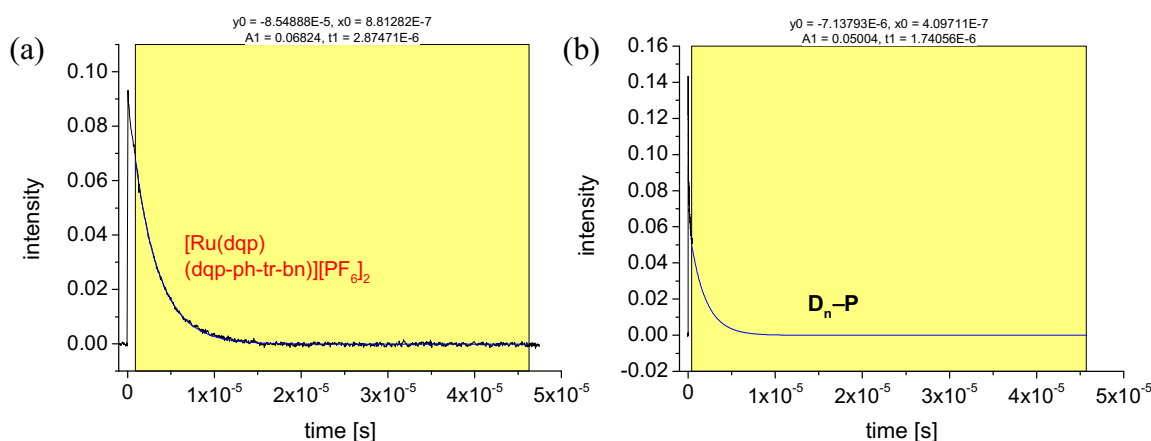 (a)
y0 = -8.54888E-5, x0 = 8.81282E-7
A1 = 0.06824, t1 = 2.87471E-6
0.10
0.08
0.06
0.04
0.02
0.00
intensity
[Ru(dqp)
(dqp-ph-tr-bn)][PF6]2
0
1x10-5
2x10-5
3x10-5
4x10-5
5x10-5
time [s]
(b)
y0 = -7.13793E-6, x0 = 4.09711E-7
A1 = 0.05004, t1 = 1.74056E-6
0.16
0.14
0.12
0.10
0.08
0.06
0.04
0.02
0.00
-0.02
intensity
Dn–P
0
1x10-5
2x10-5
3x10-5
4x10-5
5x10-5
time [s]